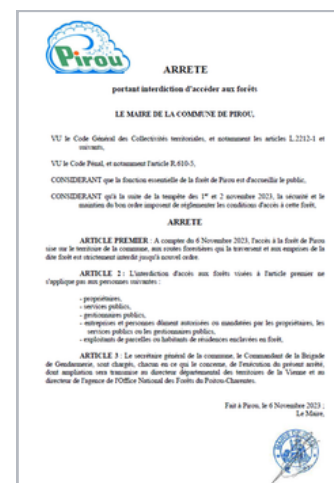 Pirou
ARRETE
portant interdiction d'accéder aux forêts
LE MAIRE DE LA COMMUNE DE PIROU,
VU le Code Général des Collectivités territoriales, et notamment les articles L.2212-1 et
suivants,
VU le Code Pénal, et notamment l'article R.610-5,
CONSIDERANT que la fonction essentielle de la forêt de Pirou est d'accueillir le public,
CONSIDERANT qu'à la suite de la tempête des 1er et 2 novembre 2023, la sécurité et le
maintien du bon ordre imposent de réglementer les conditions d'accès à cette forêt,
ARRETE
ARTICLE PREMIER : A compter du 6 Novembre 2023, l'accès à la forêt de Pirou
sise sur le territoire de la commune, aux routes forestières qui la traversent et aux emprises de la
dite forêt est strictement interdit jusqu'à nouvel ordre.
ARTICLE 2 : L'interdiction d'accès aux forêts visées à l'article premier ne
s'applique pas aux personnes suivantes :
- propriétaires,
- services publics,
- gestionnaires publics,
- entreprises et personnes dûment autorisées ou mandatées par les propriétaires, les
services publics ou les gestionnaires publics,
- exploitants de parcelles ou habitants de résidences enclavées en forêt,
ARTICLE 3 : Le secrétaire général de la commune, le Commandant de la Brigade
de Gendarmerie, sont chargés, chacun en ce qui le concerne, de l'exécution du présent arrêté,
dont ampliation sera transmise au directeur départemental des territoires de la Vienne et au
directeur de l'agence de l'Office National des Forêts du Poitou-Charentes.
Fait à Pirou, le 6 Novembre 2023 ;
Le Maire,